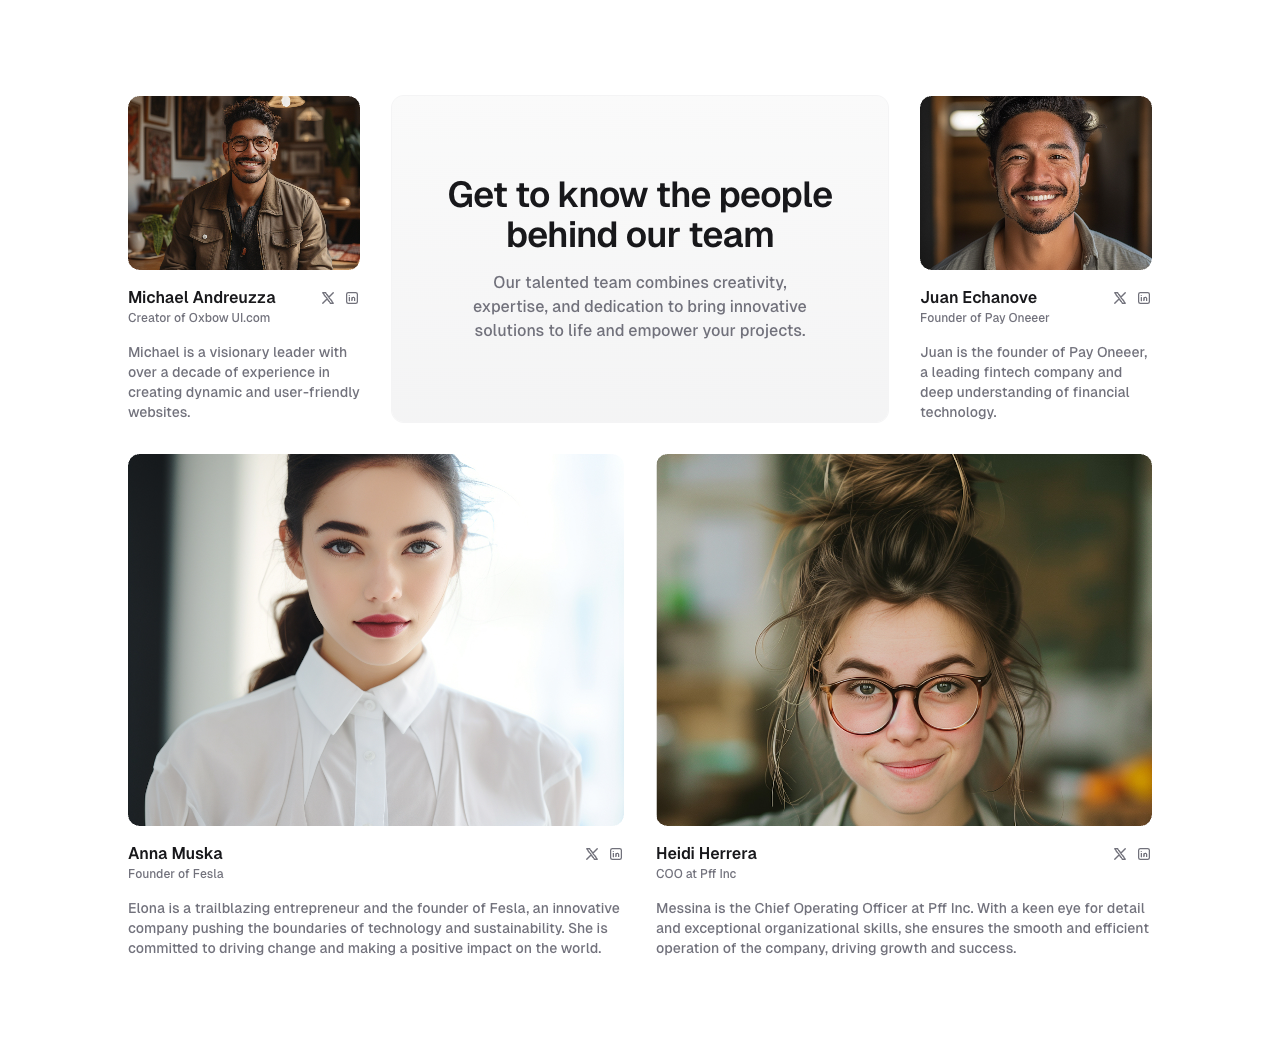 Get to know the people
behind our team
Our talented team combines creativity,
expertise, and dedication to bring innovative
solutions to life and empower your projects.
Michael Andreuzza
Creator of Oxbow UI.com
Michael is a visionary leader with
over a decade of experience in
creating dynamic and user-friendly
websites.
Juan Echanove
Founder of Pay Oneeer
Juan is the founder of Pay Oneeer,
a leading fintech company and
deep understanding of financial
technology.
Anna Muska
Founder of Fesla
Elona is a trailblazing entrepreneur and the founder of Fesla, an innovative
company pushing the boundaries of technology and sustainability. She is
committed to driving change and making a positive impact on the world.
Heidi Herrera
COO at Pff Inc
Messina is the Chief Operating Officer at Pff Inc. With a keen eye for detail
and exceptional organizational skills, she ensures the smooth and efficient
operation of the company, driving growth and success.